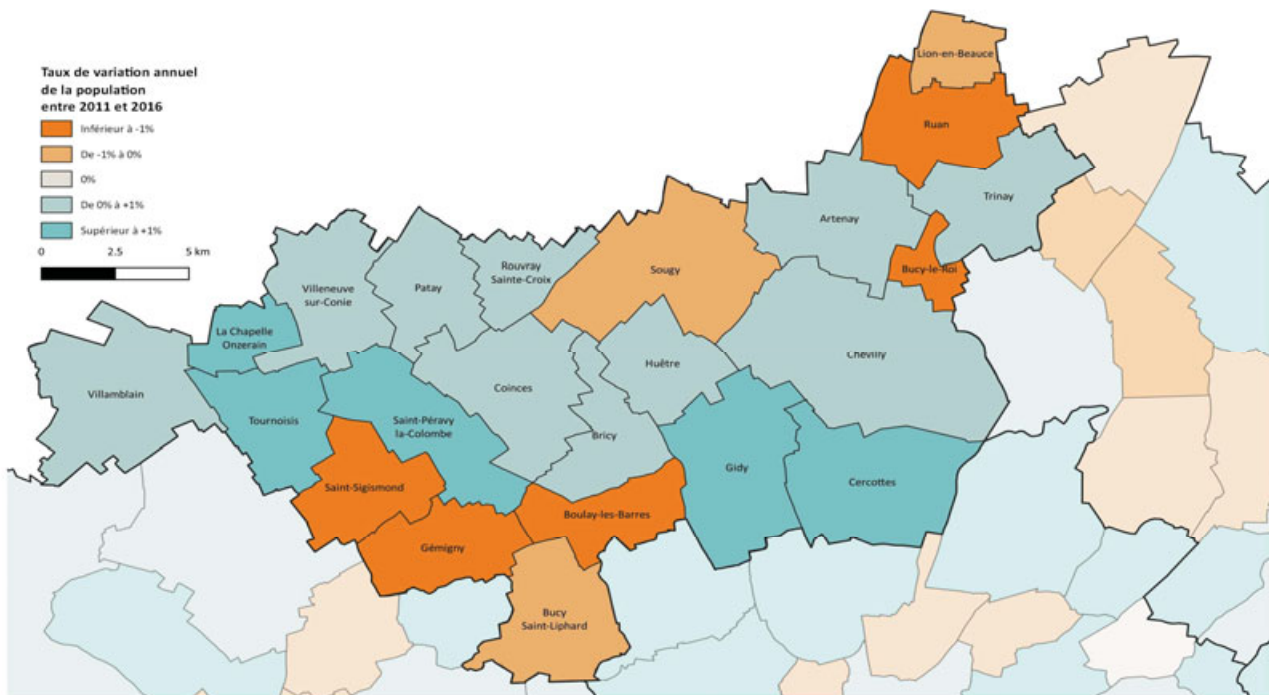 Taux de variation annuel
de la population
entre 2011 et 2016
Inférieur à -1%
De -1% à 0%
0%
De 0% à +1%
Supérieur à +1%
0 2.5 5 km
Lion-en-Beauce
Ruan
Trinay
Artenay
Bucy-le-Roi
Sougy
Rouvray
Sainte-Croix
Patay
Villeneuve
sur-Conie
La Chapelle
Onzerain
Villamblain
Tournoisis
Saint-Péravy
la-Colombe
Coinces
Huêtre
Chevilly
Bricy
Gidy
Cercottes
Saint-Sigismond
Gémigny
Boulay-les-Barres
Bucy
Saint-Liphard